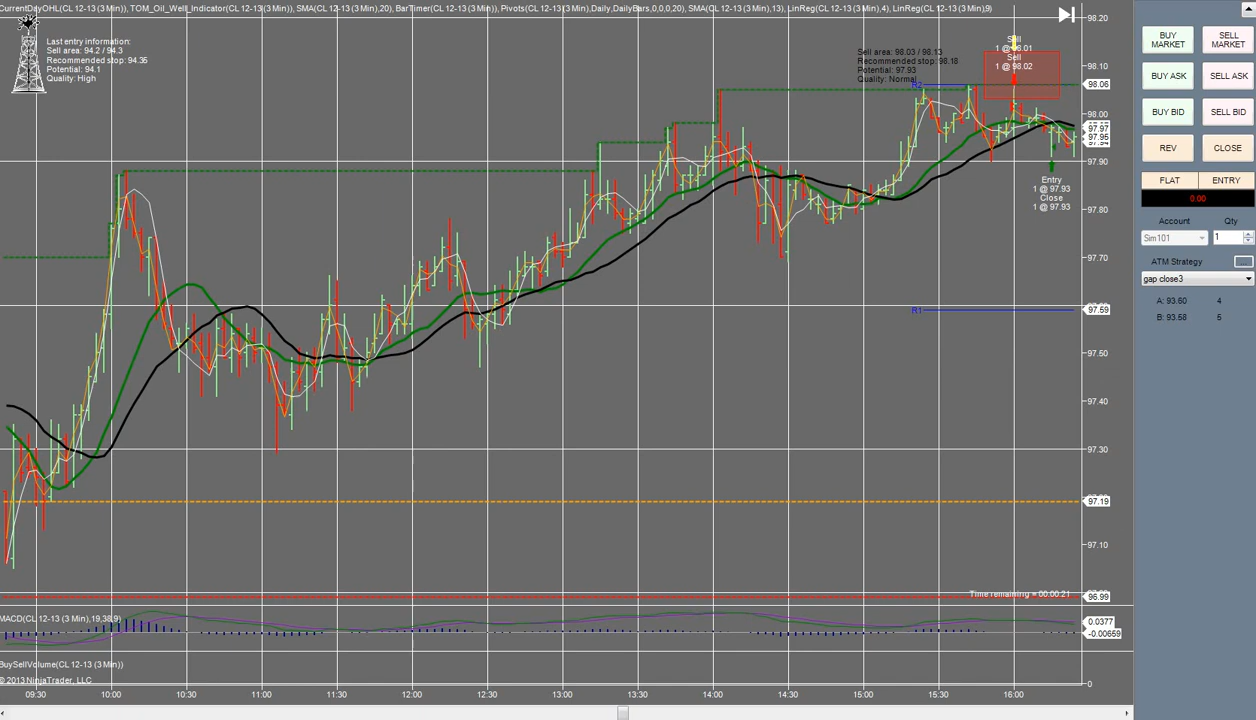 CurrentDayOHL(CL 12-13 (3 Min)), TOM_Oil_Well_Indicator(CL 12-13 (3 Min)), SMA(CL 12-13 (3 Min),20), BarTimer(CL 12-13 (3 Min)), Pivots(CL 12-13 (3 Min),Daily,DailyBars,0,0,0,20), SMA(CL 12-13 (3 Min),13), LinReg(CL 12-13 (3 Min),4), LinReg(CL 12-13 (3 Min),9)
Last entry information:
Sell area: 94.2 / 94.3
Recommended stop: 94.36
Potential: 94.1
Quality: High
Sell area: 98.03 / 98.13
Recommended stop: 98.18
Potential: 97.93
Quality: Normal
R2
Sell
Sell
1 @ 98.02
Entry
1 @ 97.93
Close
1 @ 97.93
R1
Time remaining = 00:00:21
98.20
98.10
98.06
98.00
97.97
97.95
97.90
97.80
97.70
97.59
97.50
97.40
97.30
97.19
97.10
96.99
MACD(CL 12-13 (3 Min),19,38,9)
0.0377
-0.00659
BuySellVolume(CL 12-13 (3 Min))
0
© 2013 NinjaTrader, LLC
09:30 10:00 10:30 11:00 11:30 12:00 12:30 13:00 13:30 14:00 14:30 15:00 15:30 16:00
BUY MARKET
SELL MARKET
BUY ASK SELL ASK
BUY BID SELL BID
REV CLOSE
FLAT ENTRY
0.00
Account Qty
Sim101 1
ATM Strategy
gap close3
A: 93.60 4
B: 93.58 5